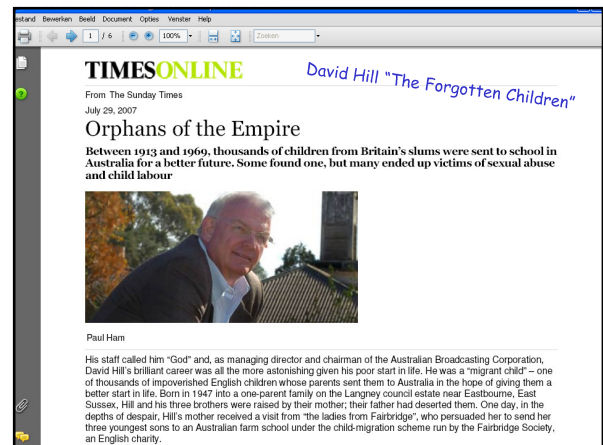 estand Bewerken Beeld Document Opties Venster Help
1 / 6 100% Zoeken
TIMESONLINE
David Hill "The Forgotten Children"
From The Sunday Times
July 29, 2007
Orphans of the Empire
Between 1913 and 1969, thousands of children from Britain's slums were sent to school in
Australia for a better future. Some found one, but many ended up victims of sexual abuse
and child labour
Paul Ham
His staff called him "God" and, as managing director and chairman of the Australian Broadcasting Corporation,
David Hill's brilliant career was all the more astonishing given his poor start in life. He was a "migrant child" – one
of thousands of impoverished English children whose parents sent them to Australia in the hope of giving them a
better start in life. Born in 1947 into a one-parent family on the Langney council estate near Eastbourne, East
Sussex, Hill and his three brothers were raised by their mother; their father had deserted them. One day, in the
depths of despair, Hill's mother received a visit from "the ladies from Fairbridge", who persuaded her to send her
three youngest sons to an Australian farm school under the child-migration scheme run by the Fairbridge Society,
an English charity.